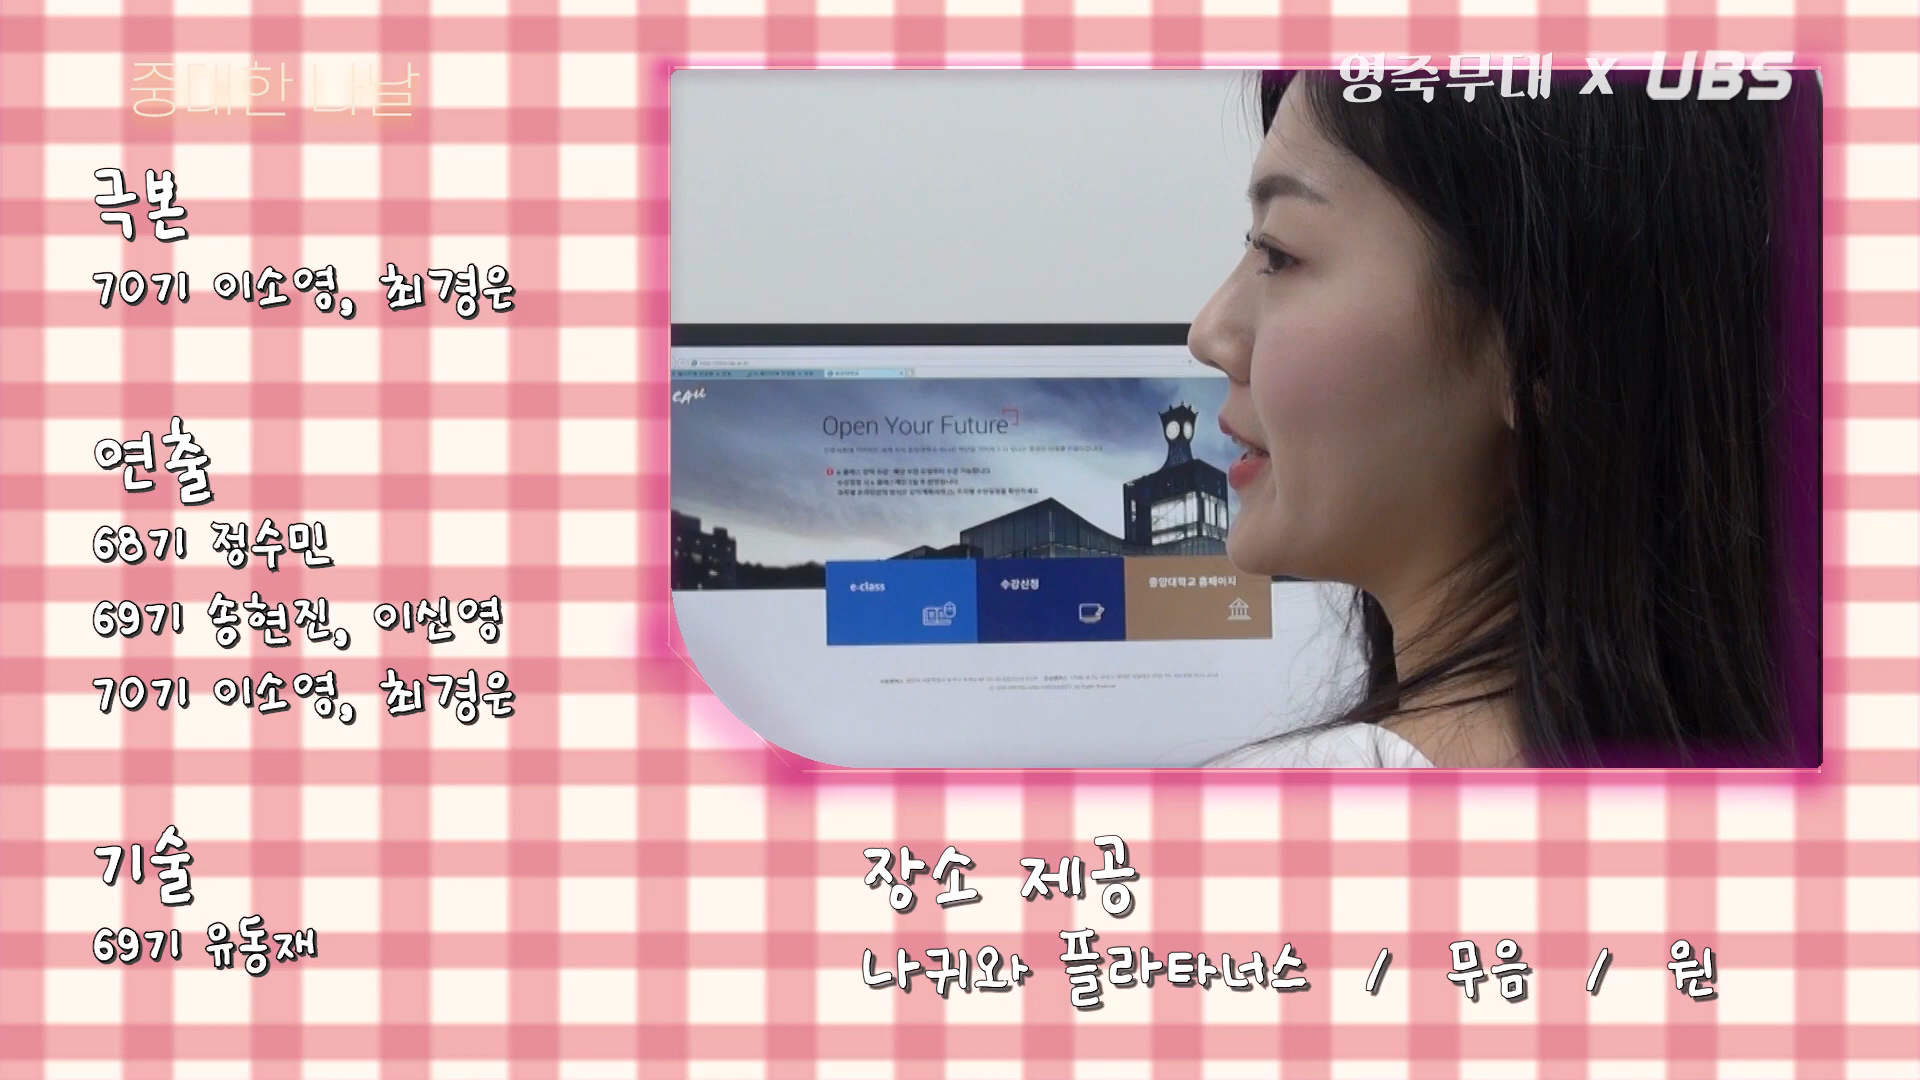 중대한 나날
영죽무대 x UBS
극본
70기 이소영, 최경은
연출
68기 정수민
69기 송현진, 이신영
70기 이소영, 최경은
기술
69기 유동재
CAU
Open Your Future
e-class
수강신청
중앙대학교 홈페이지
장소 제공
나귀와 플라타너스 / 무음 / 원